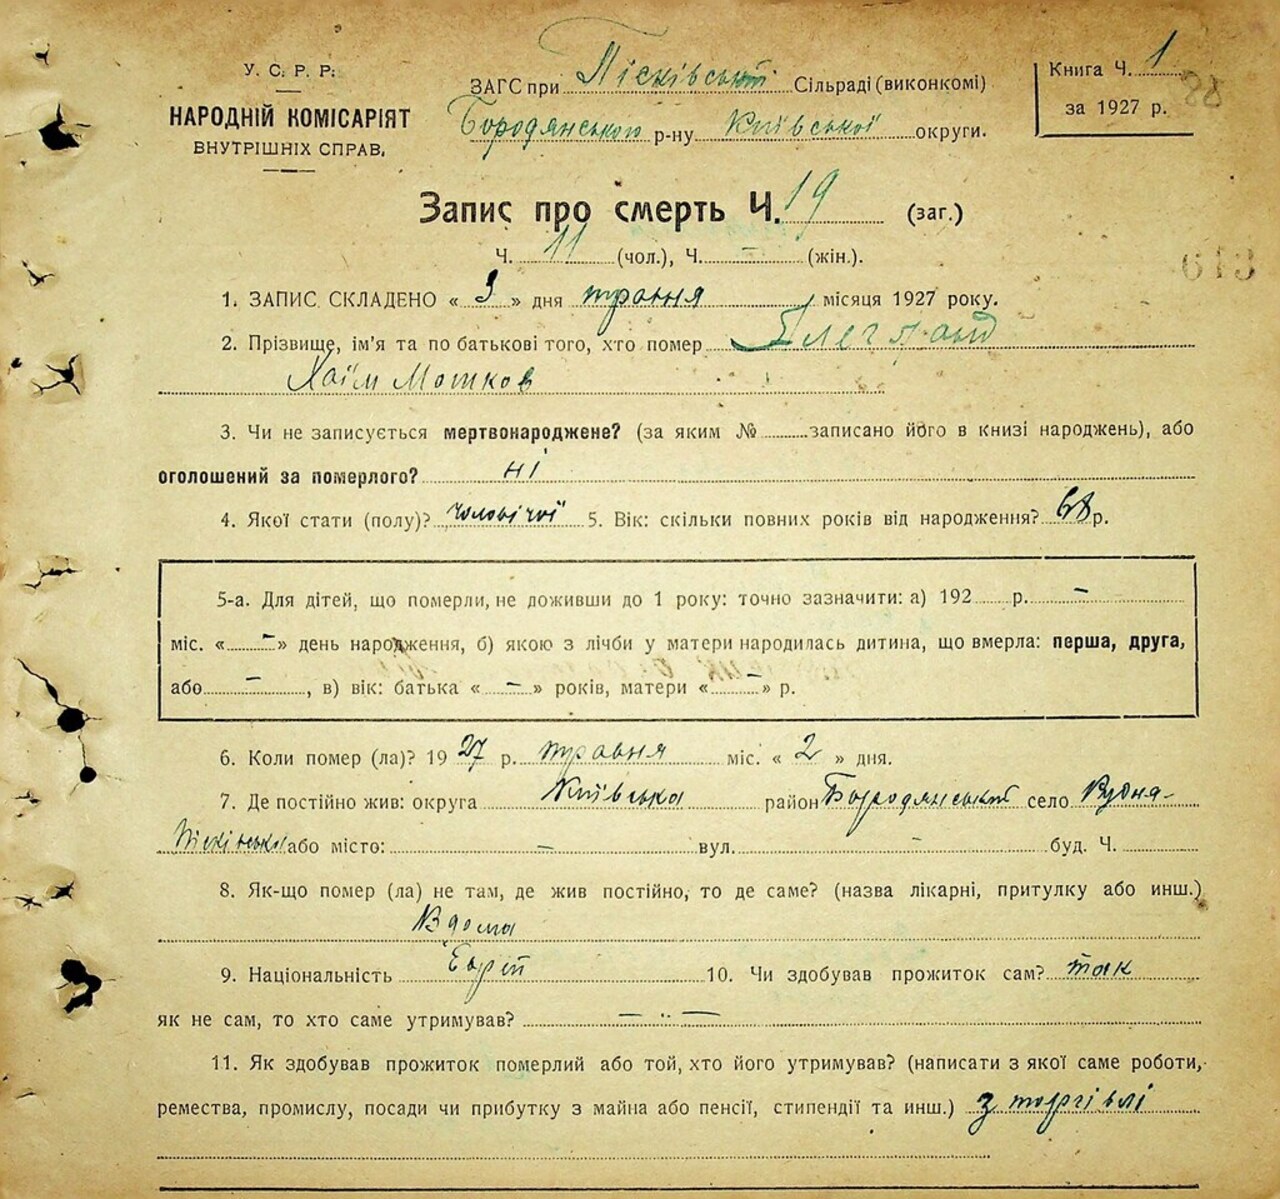 У. С. Р. Р.
НАРОДНІЙ КОМІСАРІЯТ
ВНУТРІШНІХ СПРАВ.
ЗАГС при Пісківській Сільраді (виконкомі)
Бородянського р-ну Київської округи.
Книга Ч. 1
за 1927 р.
88
Запис про смерть Ч. 19 (заг.)
Ч. 11 (чол.), Ч. – (жін.).
1. ЗАПИС СКЛАДЕНО « 3 » дня травня місяця 1927 року.
2. Прізвище, ім'я та по батькові того, хто помер
Хаїм Мошков
3. Чи не записується мертвонароджене? (за яким № записано його в книзі народжень), або
оголошений за померлого? ні
4. Якої стати (полу)? чоловічої 5. Вік: скільки повних років від народження? 68 р.
5-а. Для дітей, що померли, не доживши до 1 року: точно зазначити: а) 192 р. –
міс. « – » день народження, б) якою з лічби у матери народилась дитина, що вмерла: перша, друга,
або – , в) вік: батька « – » років, матери « – » р.
6. Коли помер (ла)? 1927 р. травня міс. « 2 » дня.
7. Де постійно жив: округа Київська район Бородянський село Рудня-
Пісківська або місто: – вул. – буд. Ч.
8. Як-що помер (ла) не там, де жив постійно, то де саме? (назва лікарні, притулку або инш.)
Вдома
9. Національність Єврей 10. Чи здобував прожиток сам? так
як не сам, то хто саме утримував? – –
11. Як здобував прожиток померлий або той, хто його утримував? (написати з якої саме роботи,
ремества, промислу, посади чи прибутку з майна або пенсії, стипендії та инш.) з торгівлі